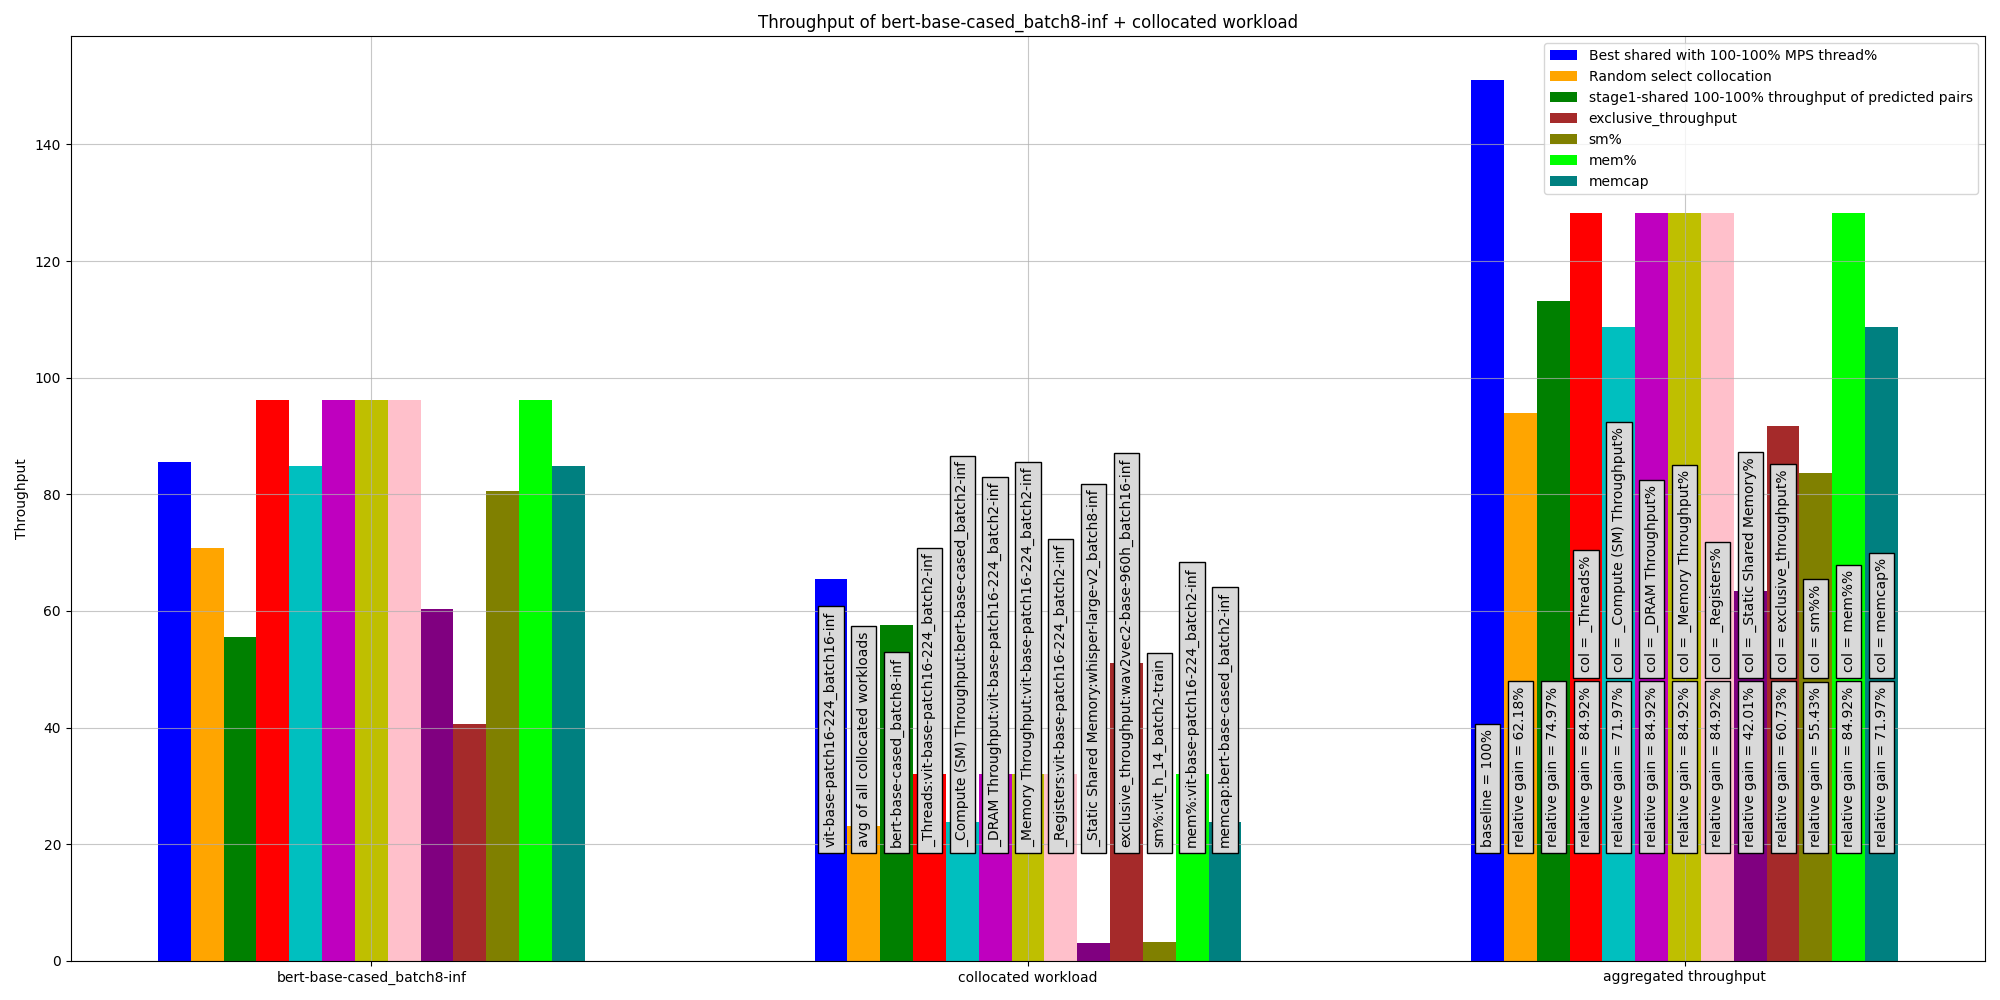 Throughput of bert-base-cased_batch8-inf + collocated workload
Best shared with 100-100% MPS thread%
Random select collocation
stage1-shared 100-100% throughput of predicted pairs
exclusive_throughput
sm%
mem%
memcap
Throughput
140
120
100
80
60
40
20
0
vit-base-patch16-224_batch16-inf
avg of all collocated workloads
bert-base-cased_batch8-inf
_Threads:vit-base-patch16-224_batch2-inf
_Compute (SM) Throughput:bert-base-cased_batch2-inf
_DRAM Throughput:vit-base-patch16-224_batch2-inf
_Memory Throughput:vit-base-patch16-224_batch2-inf
_Registers:vit-base-patch16-224_batch2-inf
_Static Shared Memory:whisper-large-v2_batch8-inf
exclusive_throughput:wav2vec2-base-960h_batch16-inf
sm%:vit_h_14_batch2-train
mem%:vit-base-patch16-224_batch2-inf
memcap:bert-base-cased_batch2-inf
col = _Threads%
col = _Compute (SM) Throughput%
col = _DRAM Throughput%
col = _Memory Throughput%
col = _Registers%
col = _Static Shared Memory%
col = exclusive_throughput%
col = sm%%
col = mem%%
col = memcap%
baseline = 100%
relative gain = 62.18%
relative gain = 74.97%
relative gain = 84.92%
relative gain = 71.97%
relative gain = 84.92%
relative gain = 84.92%
relative gain = 84.92%
relative gain = 42.01%
relative gain = 60.73%
relative gain = 55.43%
relative gain = 84.92%
relative gain = 71.97%
bert-base-cased_batch8-inf
collocated workload
aggregated throughput